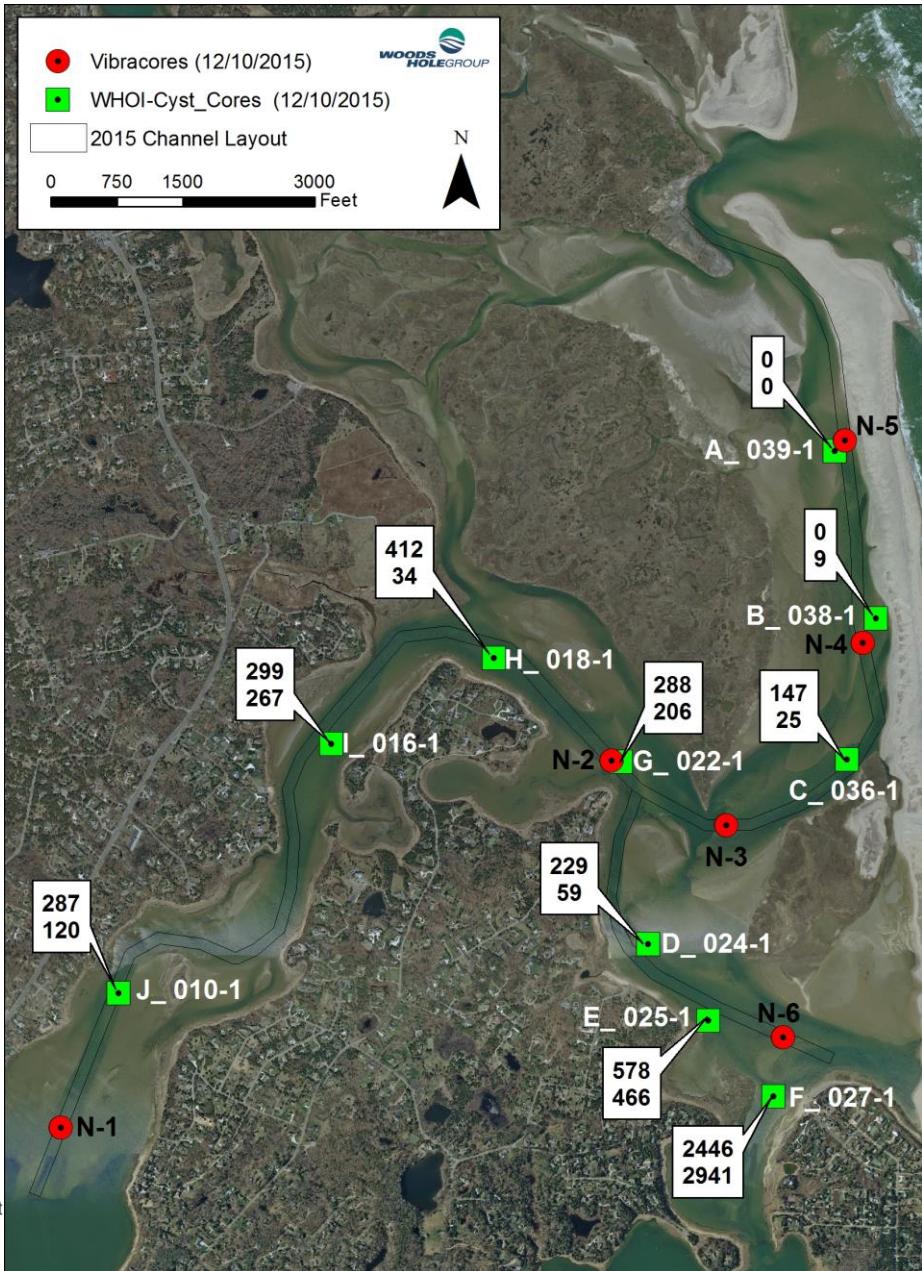 Vibracores (12/10/2015)
WHOI-Cyst_Cores (12/10/2015)
2015 Channel Layout
WOODS
HOLEGROUP
N
0 750 1500 3000
Feet
0
0
N-5
A_ 039-1
0
9
B_ 038-1
N-4
412
34
H_ 018-1
299
267
I_ 016-1
288
206
N-2
G_ 022-1
147
25
C_ 036-1
N-3
229
59
D_ 024-1
287
120
J_ 010-1
E_ 025-1
N-6
578
466
F_ 027-1
2446
2941
N-1